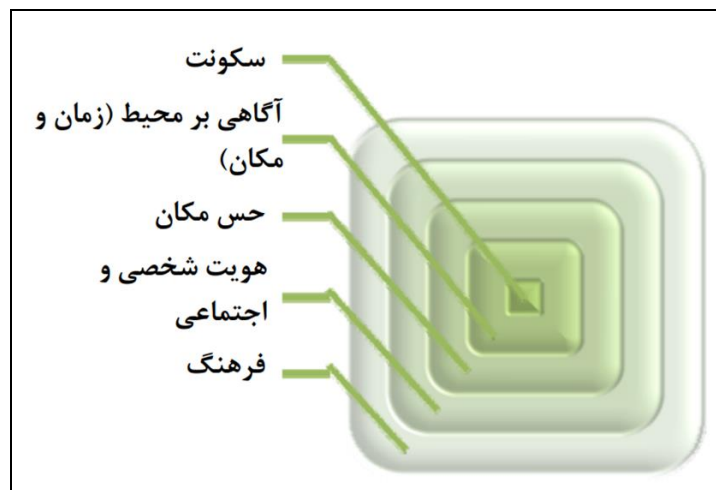 سکونت
آگاهی بر محیط (زمان و
مکان)
حس مکان
هویت شخصی و
اجتماعی
فرهنگ